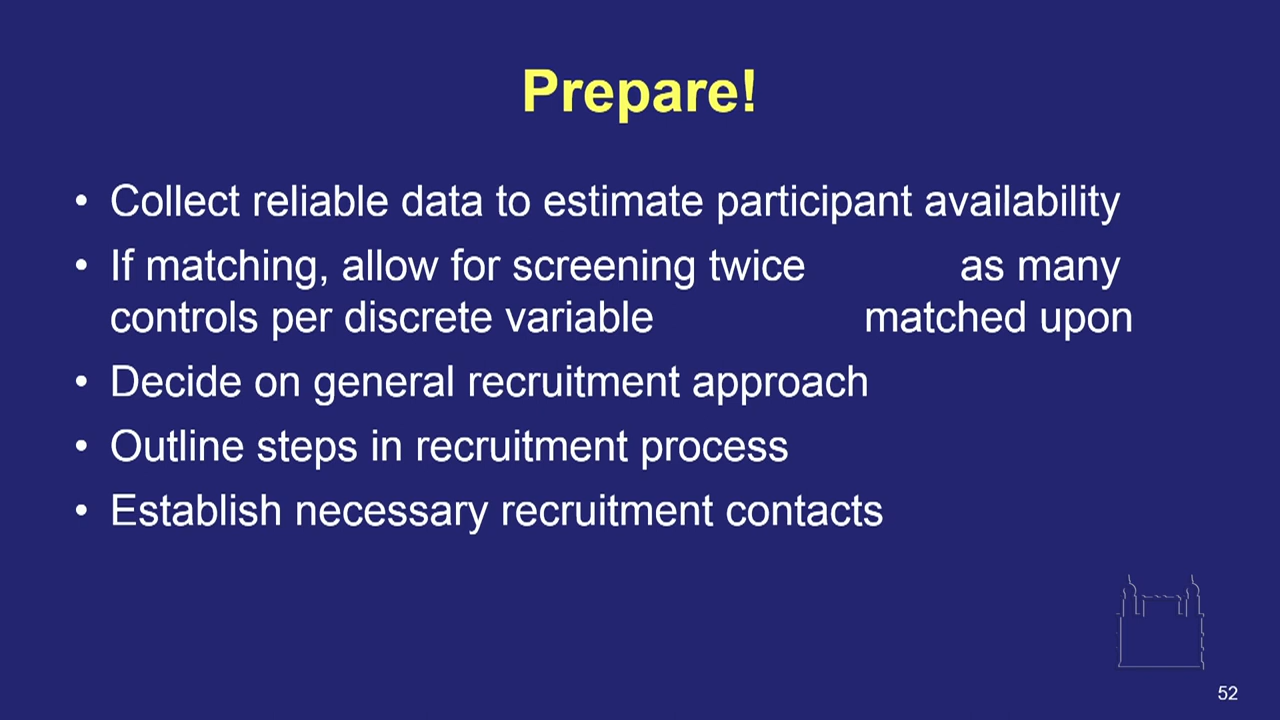 Prepare!
• Collect reliable data to estimate participant availability
• If matching, allow for screening twice as many
controls per discrete variable matched upon
• Decide on general recruitment approach
• Outline steps in recruitment process
• Establish necessary recruitment contacts
52